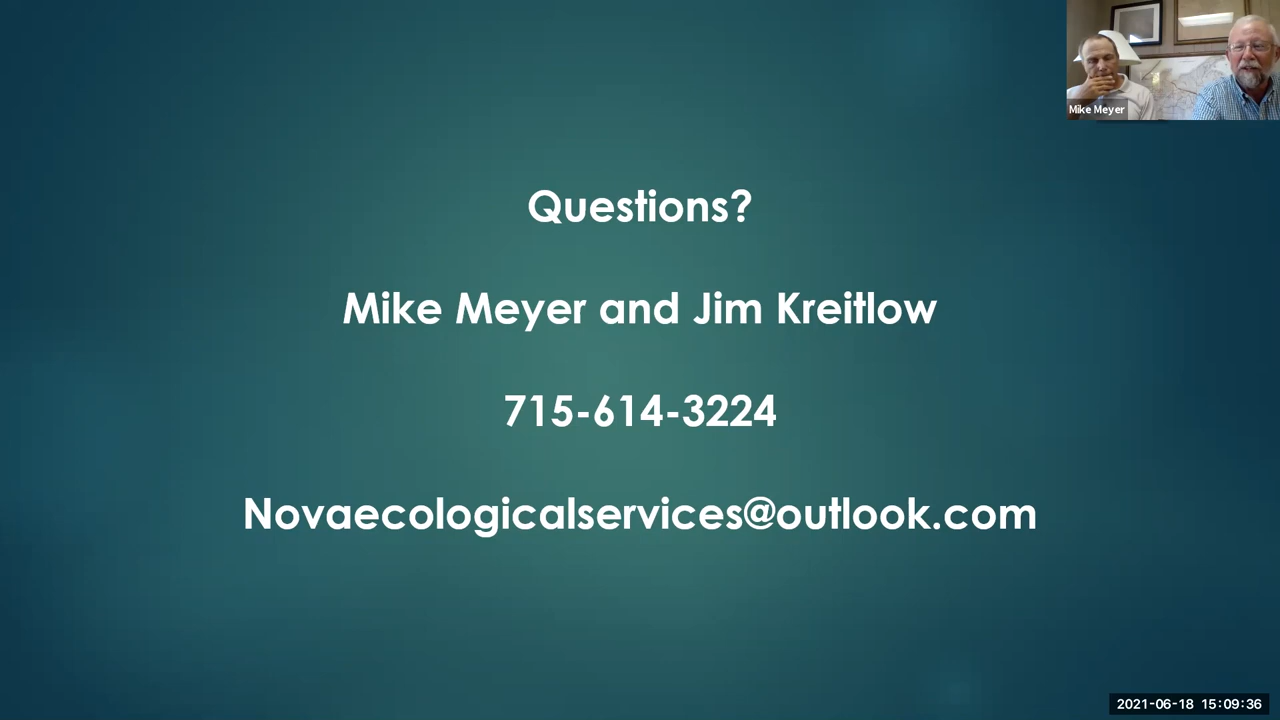 Mike Meyer
Questions?
Mike Meyer and Jim Kreitlow
715-614-3224
Novaecologicalservices@outlook.com
2021-06-18 15:09:36